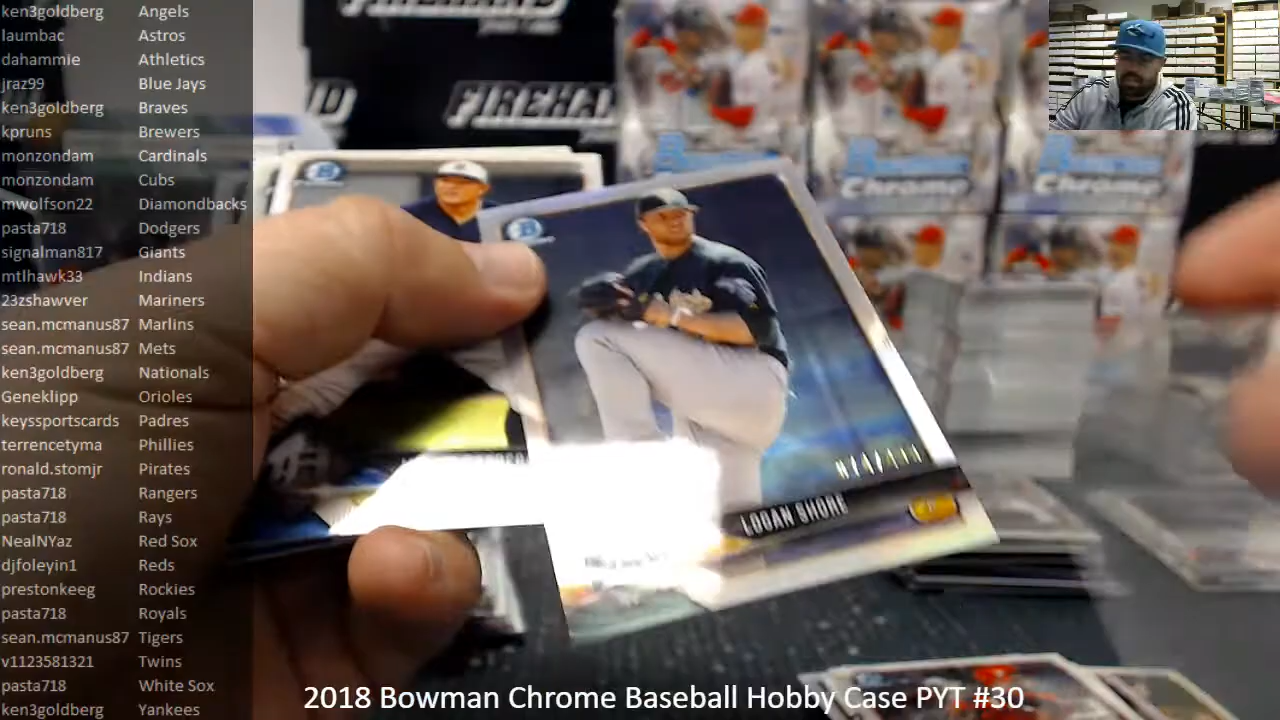 ken3goldberg Angels
laumbac Astros
dahammie Athletics
jraz99 Blue Jays
ken3goldberg Braves
kpruns Brewers
monzondam Cardinals
monzondam Cubs
mwolfson22 Diamondbacks
pasta718 Dodgers
signalman817 Giants
mtlhawk33 Indians
23zshawver Mariners
sean.mcmanus87 Marlins
sean.mcmanus87 Mets
ken3goldberg Nationals
Geneklipp Orioles
keyssportscards Padres
terrencetyma Phillies
ronald.stomjr Pirates
pasta718 Rangers
pasta718 Rays
NealNYaz Red Sox
djfoleyin1 Reds
prestonkeeg Rockies
pasta718 Royals
sean.mcmanus87 Tigers
v1123581321 Twins
pasta718 White Sox
ken3goldberg Yankees
FIREHAND
Bowman
Chrome
Chrome
LOGAN SHORE
2018 Bowman Chrome Baseball Hobby Case PYT #30